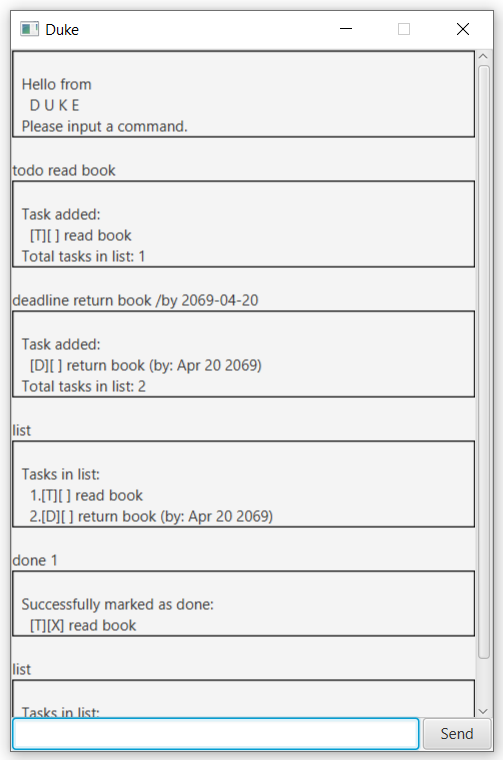 Duke
Hello from
D U K E
Please input a command.
todo read book
Task added:
[T][ ] read book
Total tasks in list: 1
deadline return book /by 2069-04-20
Task added:
[D][ ] return book (by: Apr 20 2069)
Total tasks in list: 2
list
Tasks in list:
1.[T][ ] read book
2.[D][ ] return book (by: Apr 20 2069)
done 1
Successfully marked as done:
[T][X] read book
list
Tasks in list:
Send